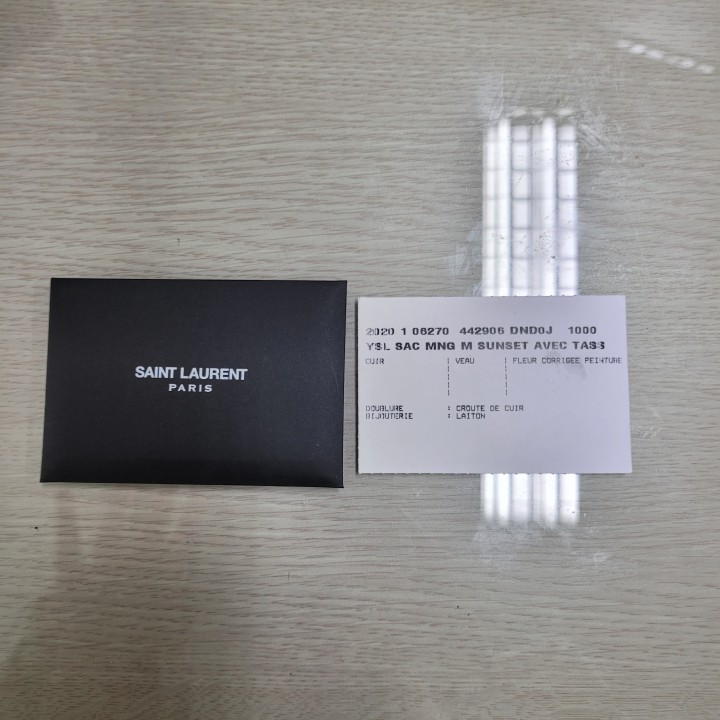 SAINT LAURENT
PARIS
2020 1 06270 442906 DND0J 1000
YSL SAC MNG M SUNSET AVEC TASS
CUIR : VEAU : FLEUR CORRIGEE PEINTURE
DOUBLURE : CROUTE DE CUIR
BIJOUTERIE : LAITON